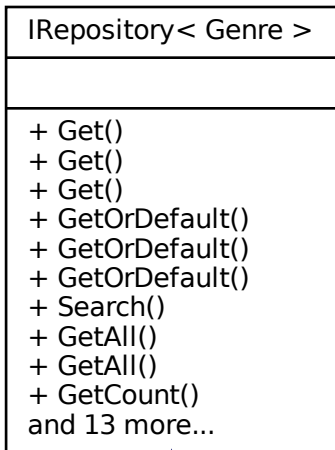 IRepository< Genre >
+ Get()
+ Get()
+ Get()
+ GetOrDefault()
+ GetOrDefault()
+ GetOrDefault()
+ Search()
+ GetAll()
+ GetAll()
+ GetCount()
and 13 more...